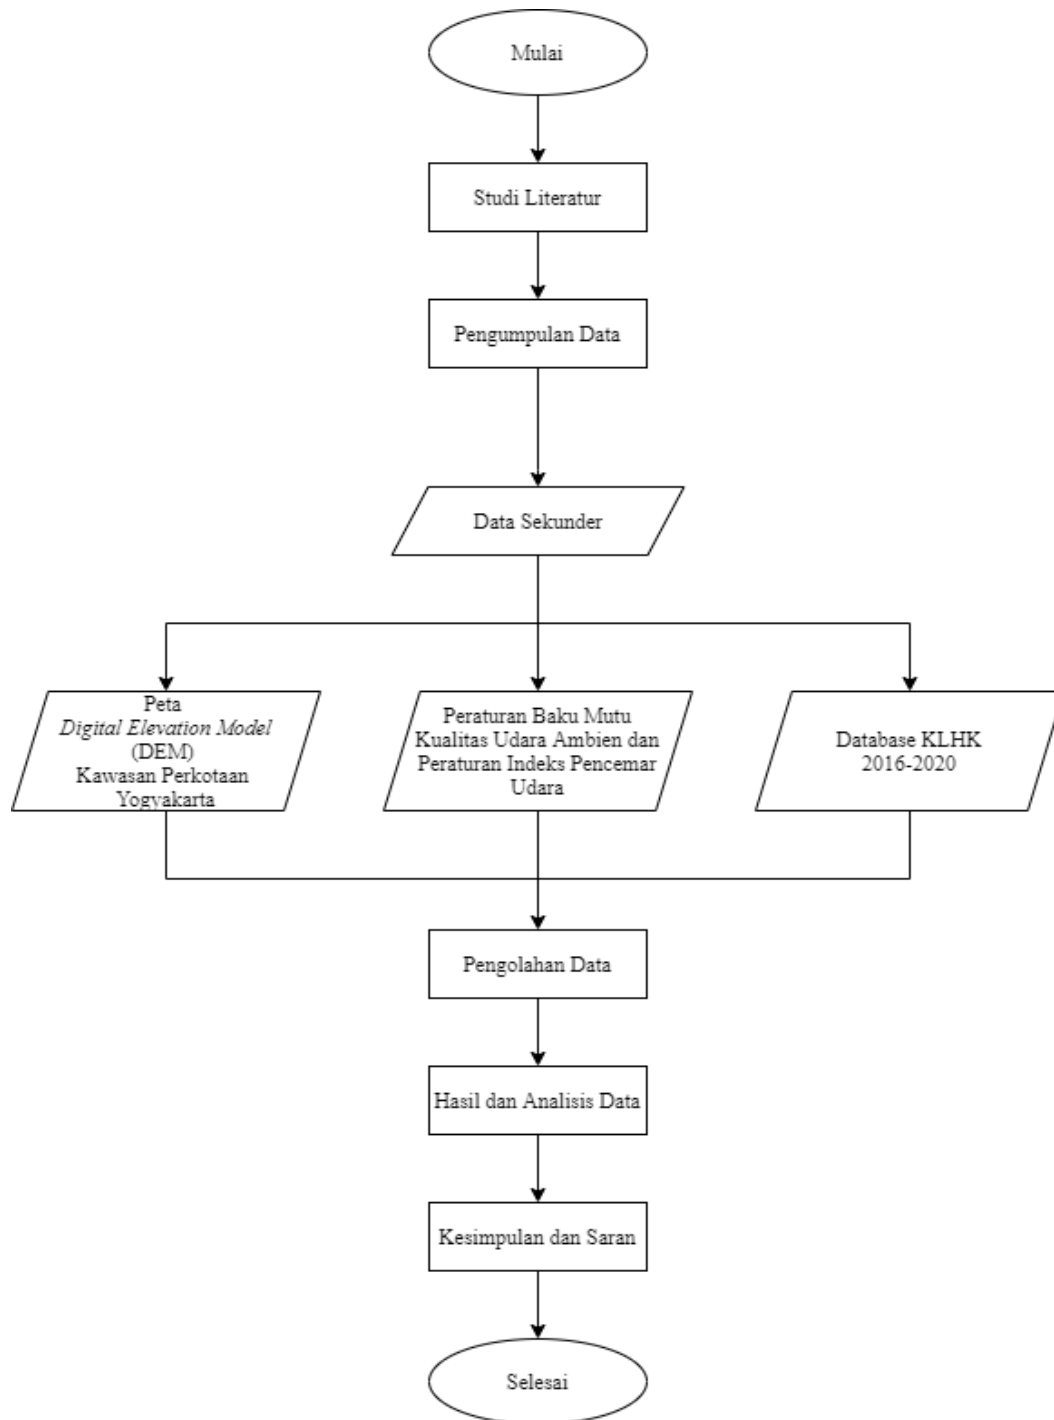 Mulai
Studi Literatur
Pengumpulan Data
Data Sekunder
Peta
Digital Elevation Model
(DEM)
Kawasan Perkotaan
Yogyakarta
Peraturan Baku Mutu
Kualitas Udara Ambien dan
Peraturan Indeks Pencemar
Udara
Database KLHK
2016-2020
Pengolahan Data
Hasil dan Analisis Data
Kesimpulan dan Saran
Selesai